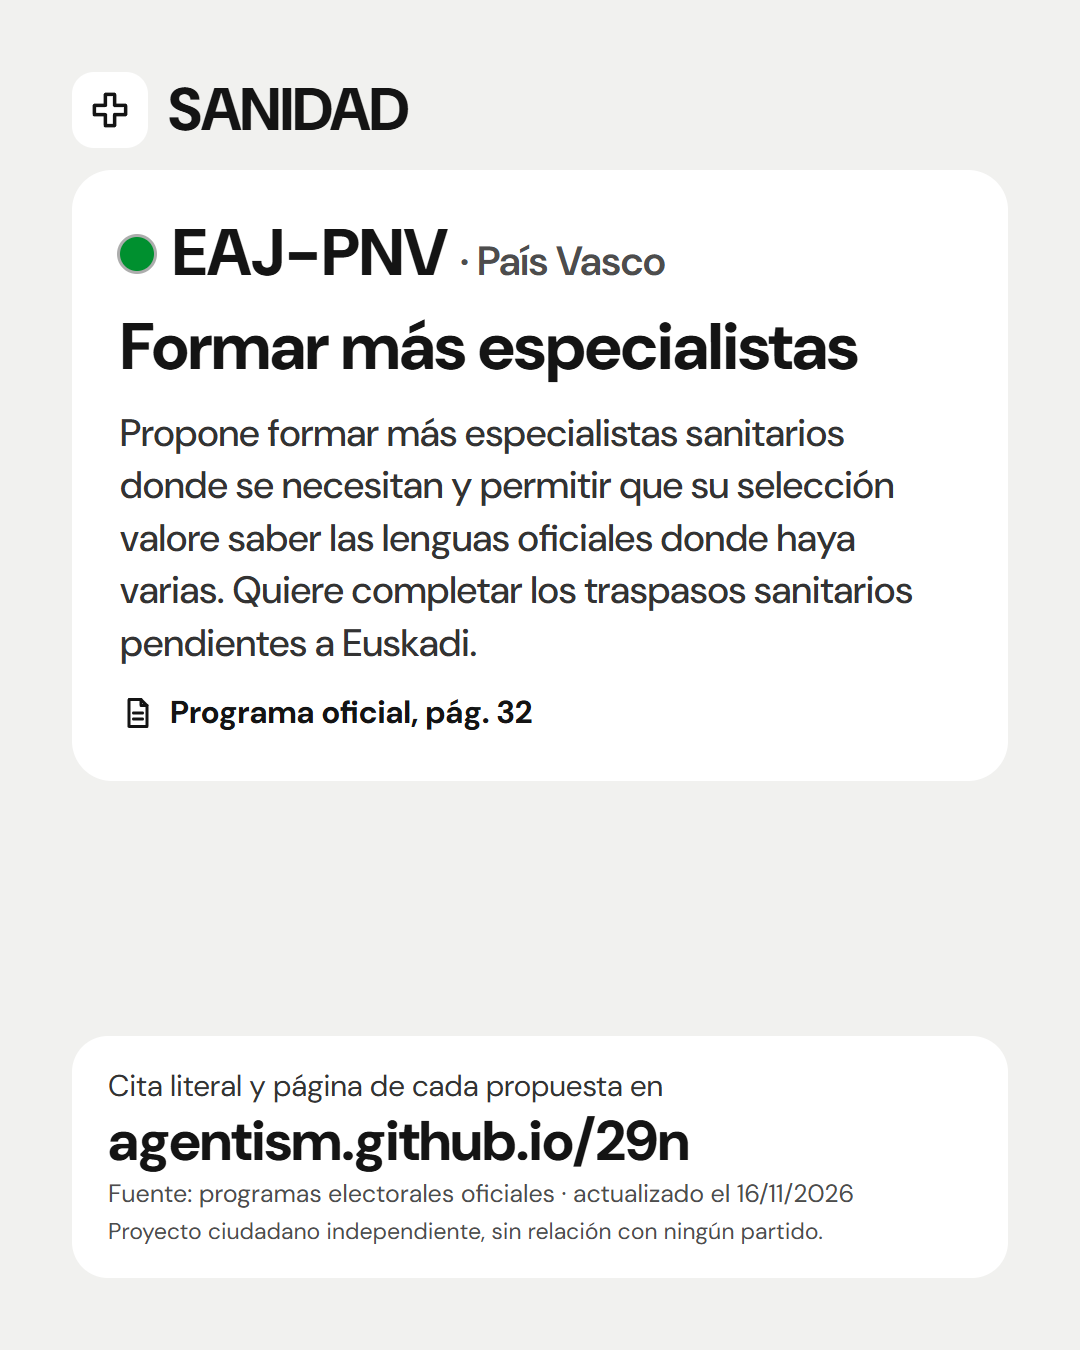 SANIDAD
EAJ-PNV · País Vasco
Formar más especialistas
Propone formar más especialistas sanitarios
donde se necesitan y permitir que su selección
valore saber las lenguas oficiales donde haya
varias. Quiere completar los traspasos sanitarios
pendientes a Euskadi.
Programa oficial, pág. 32
Cita literal y página de cada propuesta en
agentism.github.io/29n
Fuente: programas electorales oficiales · actualizado el 16/11/2026
Proyecto ciudadano independiente, sin relación con ningún partido.